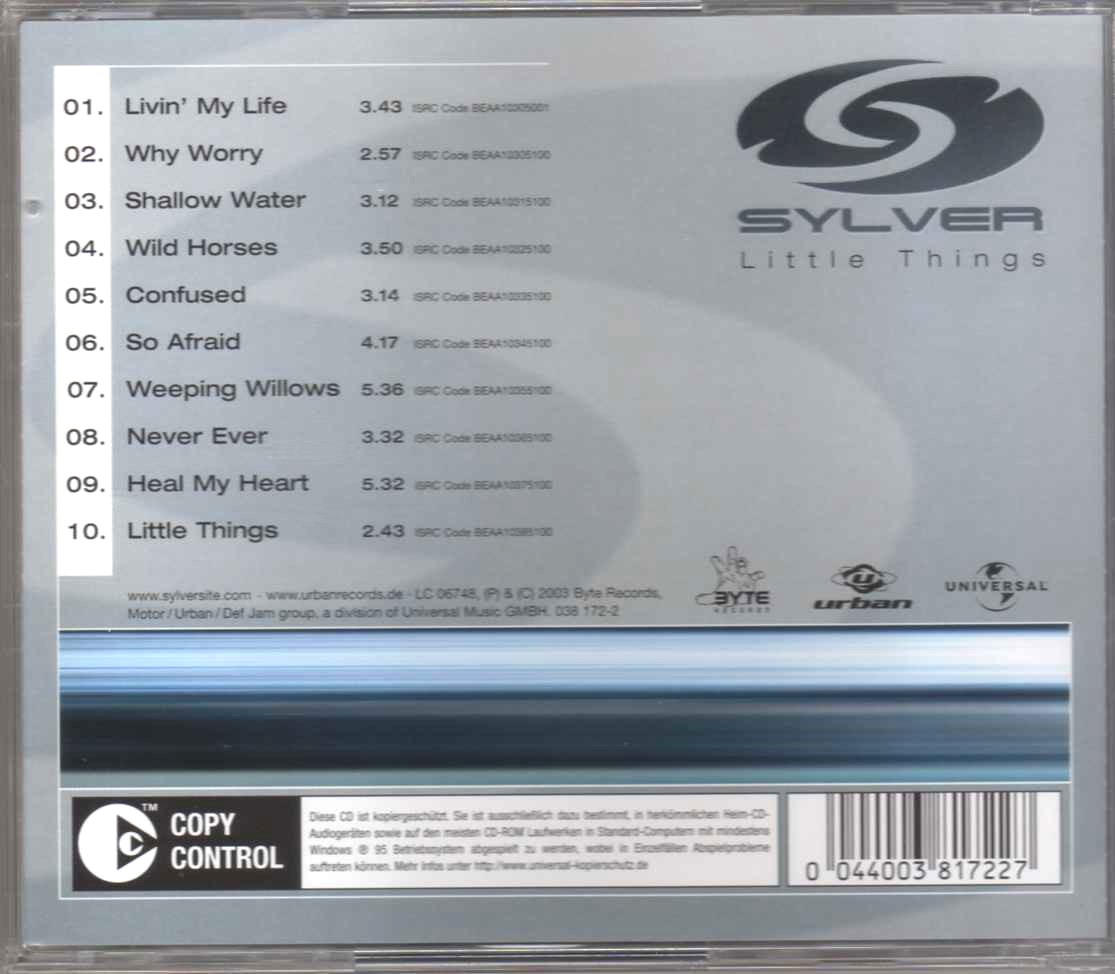 01. Livin' My Life 3.43 ISRC Code BEAA10305001
02. Why Worry 2.57 ISRC Code BEAA10305100
03. Shallow Water 3.12 ISRC Code BEAA10315100
04. Wild Horses 3.50 ISRC Code BEAA10325100
05. Confused 3.14 ISRC Code BEAA10335100
06. So Afraid 4.17 ISRC Code BEAA10345100
07. Weeping Willows 5.36 ISRC Code BEAA10355100
08. Never Ever 3.32 ISRC Code BEAA10365100
09. Heal My Heart 5.32 ISRC Code BEAA10375100
10. Little Things 2.43 ISRC Code BEAA10385100
SYLVER
Little Things
www.sylversite.com - www.urbanrecords.de - LC 06748, (P) & (C) 2003 Byte Records,
Motor / Urban / Def Jam group, a division of Universal Music GMBH. 038 172-2
BYTE
RECORDS
urban
UNIVERSAL
TM
COPY
CONTROL
Diese CD ist kopiergeschützt. Sie ist ausschließlich dazu bestimmt, in herkömmlichen Heim-CD-
Audiogeräten sowie auf den meisten CD-ROM Laufwerken in Standard-Computern mit mindestens
Windows ® 95 Betriebssystem abgespielt zu werden, wobei in Einzelfällen Abspielprobleme
auftreten können. Mehr Infos unter http://www.universal-kopierschutz.de
0 044003 817227